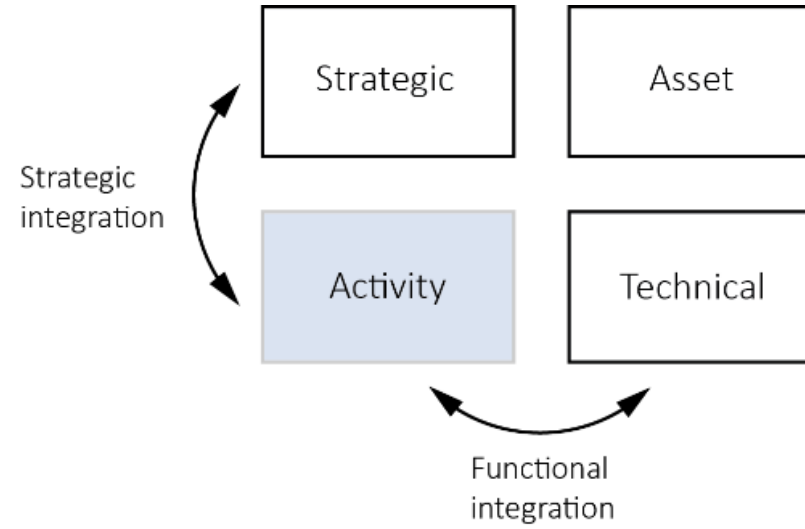 Strategic
Asset
Strategic
integration
Activity
Technical
Functional
integration